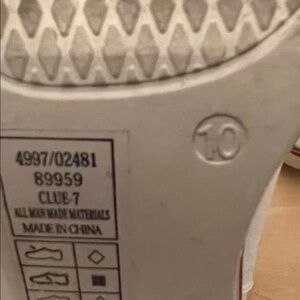 10
4997/02481
89959
CLUE-7
ALL MAN MADE MATERIALS
MADE IN CHINA